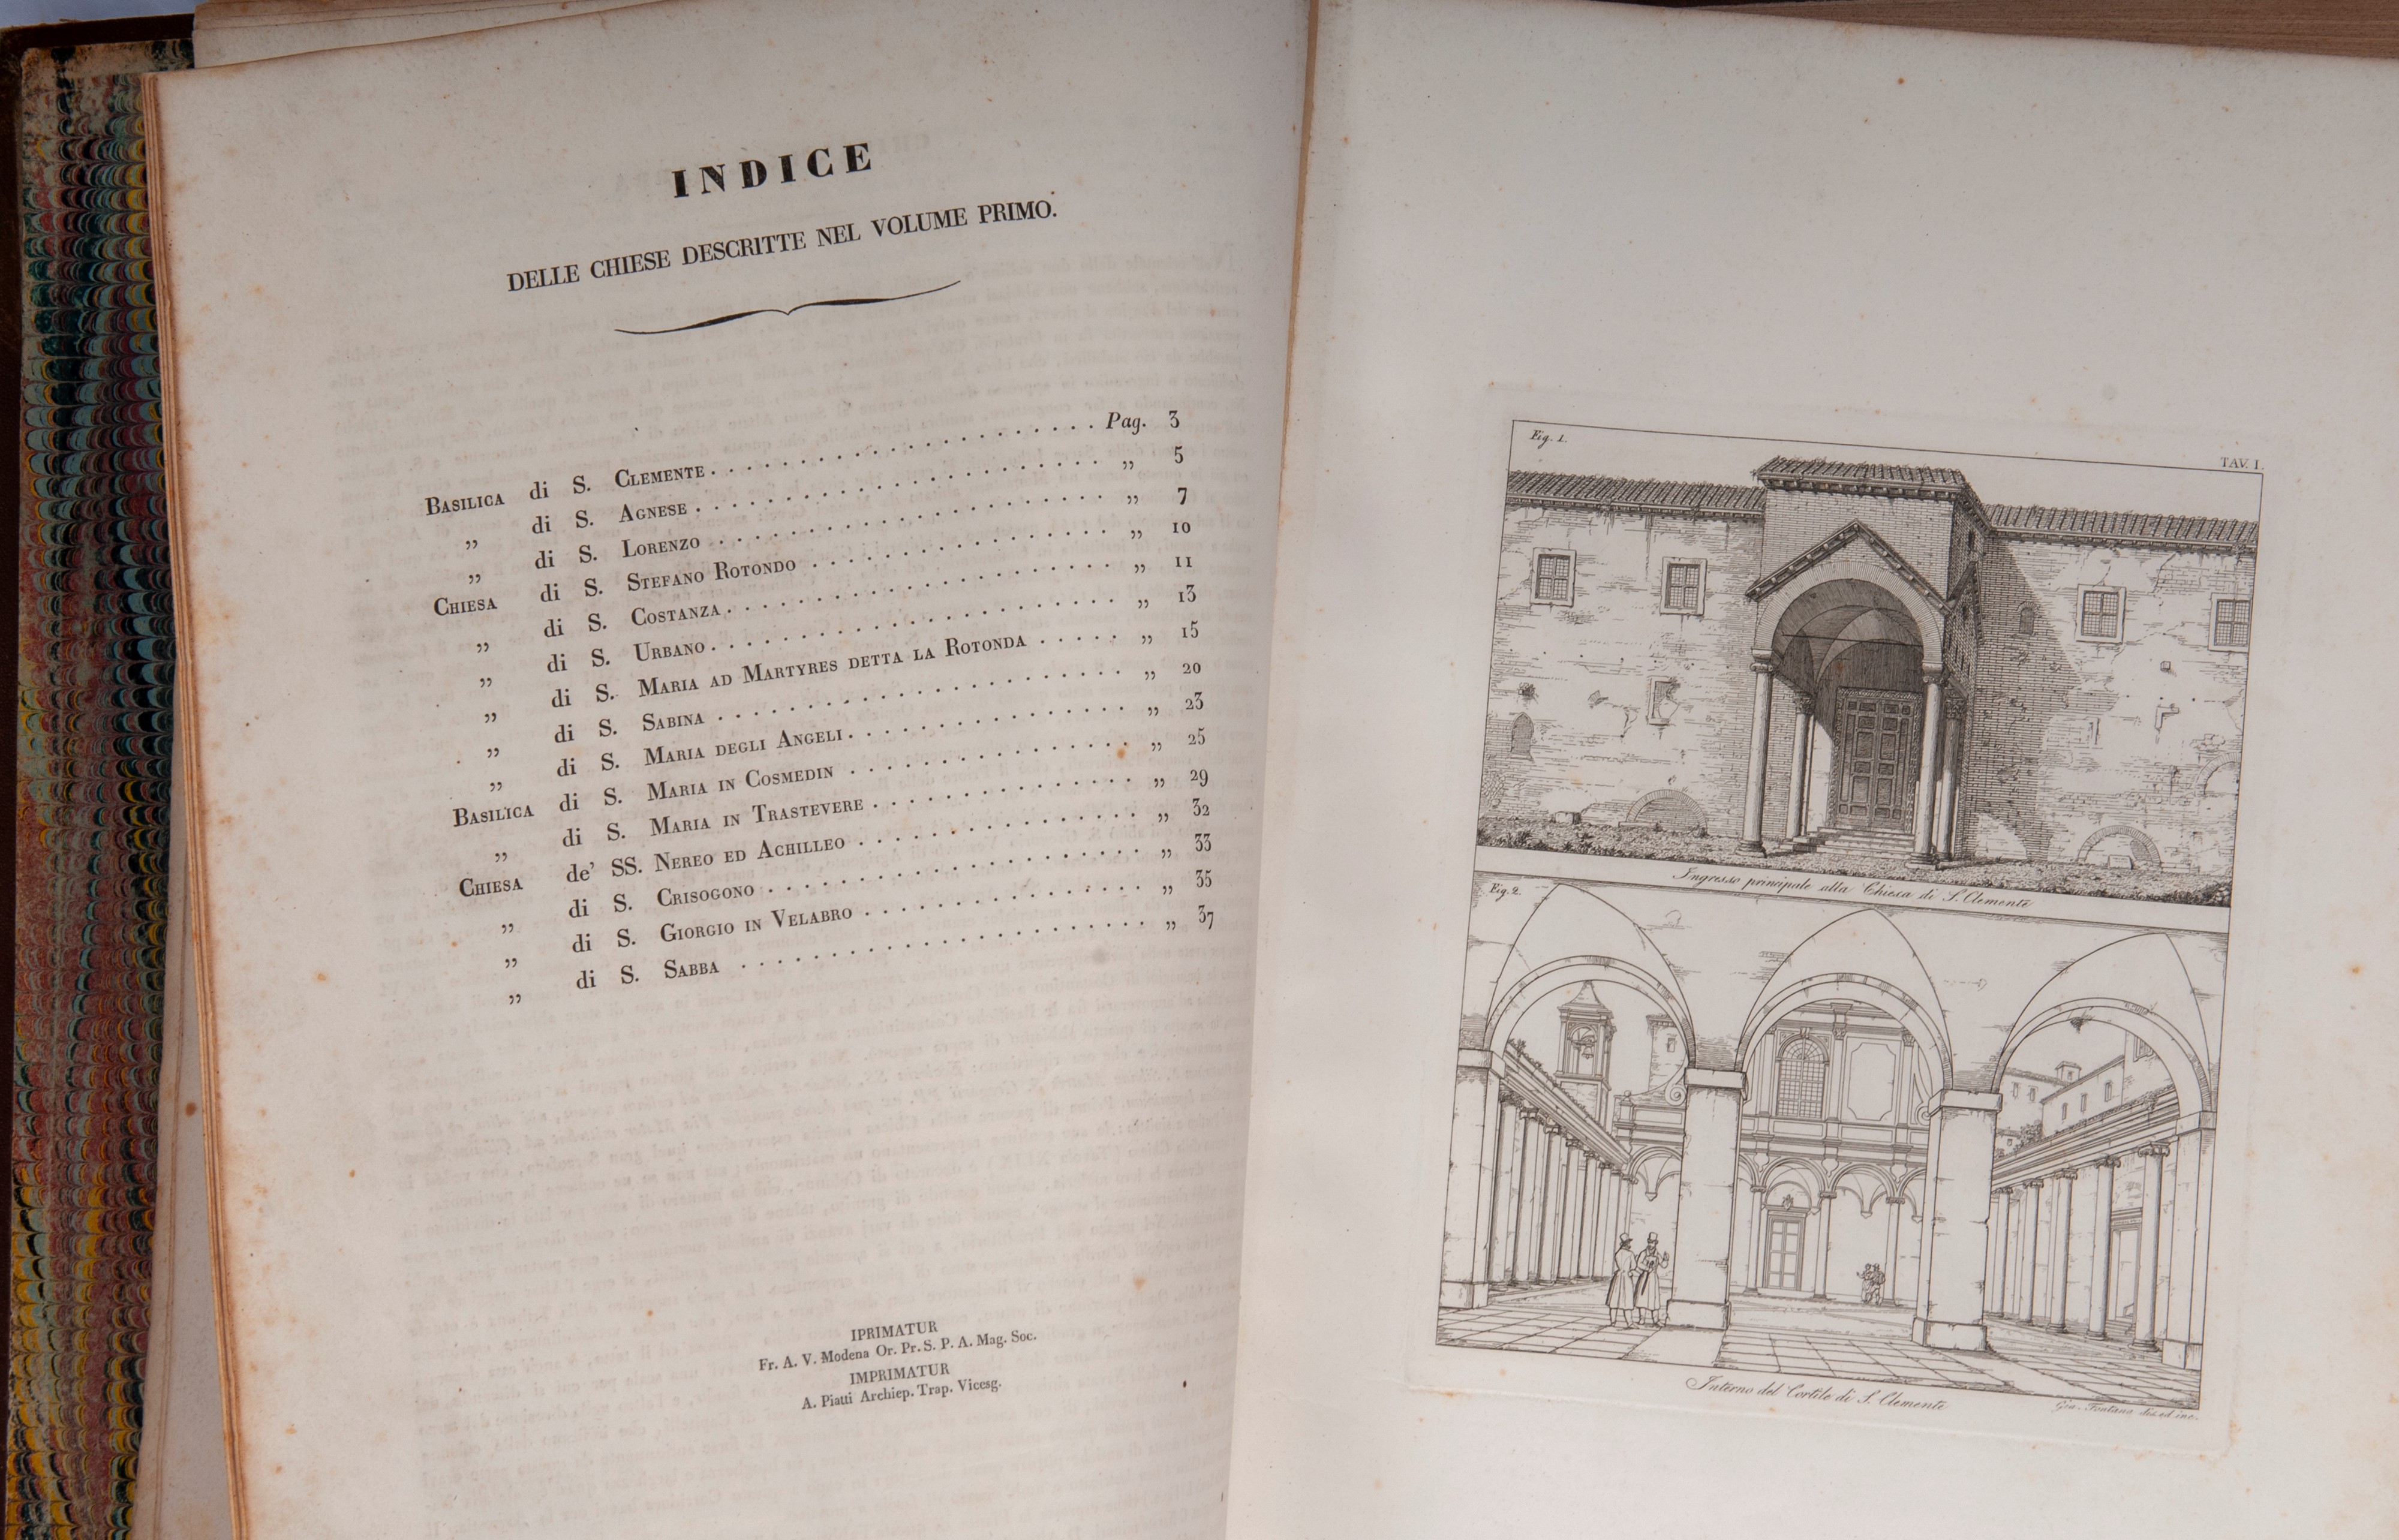 INDICE
DELLE CHIESE DESCRITTE NEL VOLUME PRIMO.
BASILICA di S. CLEMENTE . . . . . . . . . . . . . . . . . . . . . . Pag. 3
„ di S. AGNESE . . . . . . . . . . . . . . . . . . . . . . . „ 5
„ di S. LORENZO . . . . . . . . . . . . . . . . . . . . . . „ 7
CHIESA di S. STEFANO ROTONDO . . . . . . . . . . . . . . . . . „ 10
„ di S. COSTANZA . . . . . . . . . . . . . . . . . . . . . . „ 11
„ di S. URBANO . . . . . . . . . . . . . . . . . . . . . . . „ 13
„ di S. MARIA AD MARTYRES DETTA LA ROTONDA . . . . . „ 15
„ di S. SABINA . . . . . . . . . . . . . . . . . . . . . . . „ 20
„ di S. MARIA DEGLI ANGELI . . . . . . . . . . . . . . . . „ 23
BASILICA di S. MARIA IN COSMEDIN . . . . . . . . . . . . . . . . „ 25
„ di S. MARIA IN TRASTEVERE . . . . . . . . . . . . . . . „ 29
CHIESA de' SS. NEREO ED ACHILLEO . . . . . . . . . . . . . . . . „ 32
„ di S. CRISOGONO . . . . . . . . . . . . . . . . . . . . . „ 33
„ di S. GIORGIO IN VELABRO . . . . . . . . . . . . . . . . „ 35
„ di S. SABBA . . . . . . . . . . . . . . . . . . . . . . . „ 37
IPRIMATUR
Fr. A. V. Modena Or. Pr. S. P. A. Mag. Soc.
IMPRIMATUR
A. Piatti Archiep. Trap. Vicesg.
Fig. 1.
TAV. I.
Ingresso principale alla Chiesa di S. Clemente
Fig. 2.
Interno del Cortile di S. Clemente
Gia. Fontana dis. ed inc.